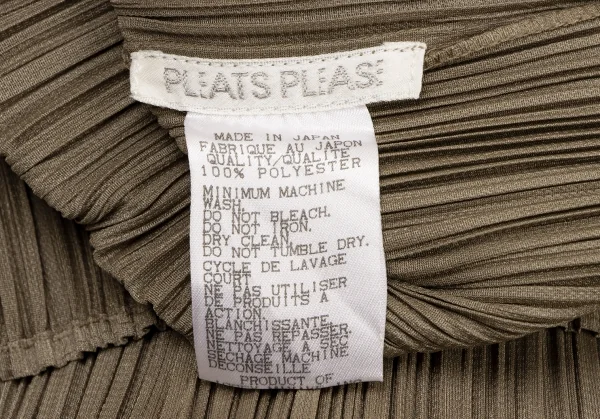 PLEATS PLEASE
MADE IN JAPAN
FABRIQUE AU JAPON
QUALITY/QUALITE
100% POLYESTER
MINIMUM MACHINE
WASH.
DO NOT BLEACH.
DO NOT IRON.
DRY CLEAN.
DO NOT TUMBLE DRY.
CYCLE DE LAVAGE
COURT.
NE PAS UTILISER
DE PRODUITS A
ACTION.
BLANCHISSANTE
NE PAS REPASSER.
NETTOYAGE A SEC
SECHAGE MACHINE
DECONSEILLE
PRODUCT OF